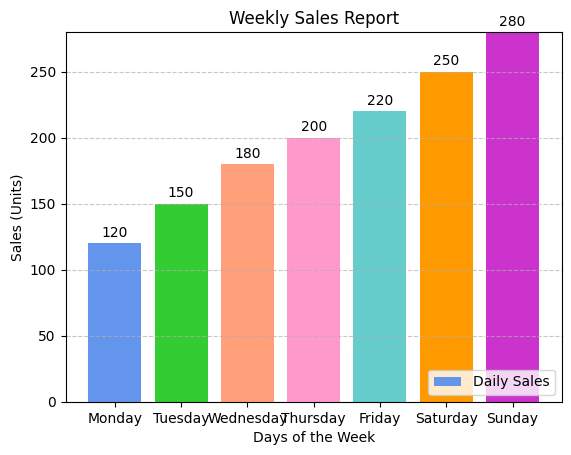 Weekly Sales Report
280
250
220
200
180
150
120
250
200
150
100
50
0
Sales (Units)
Daily Sales
Monday Tuesday Wednesday Thursday Friday Saturday Sunday
Days of the Week